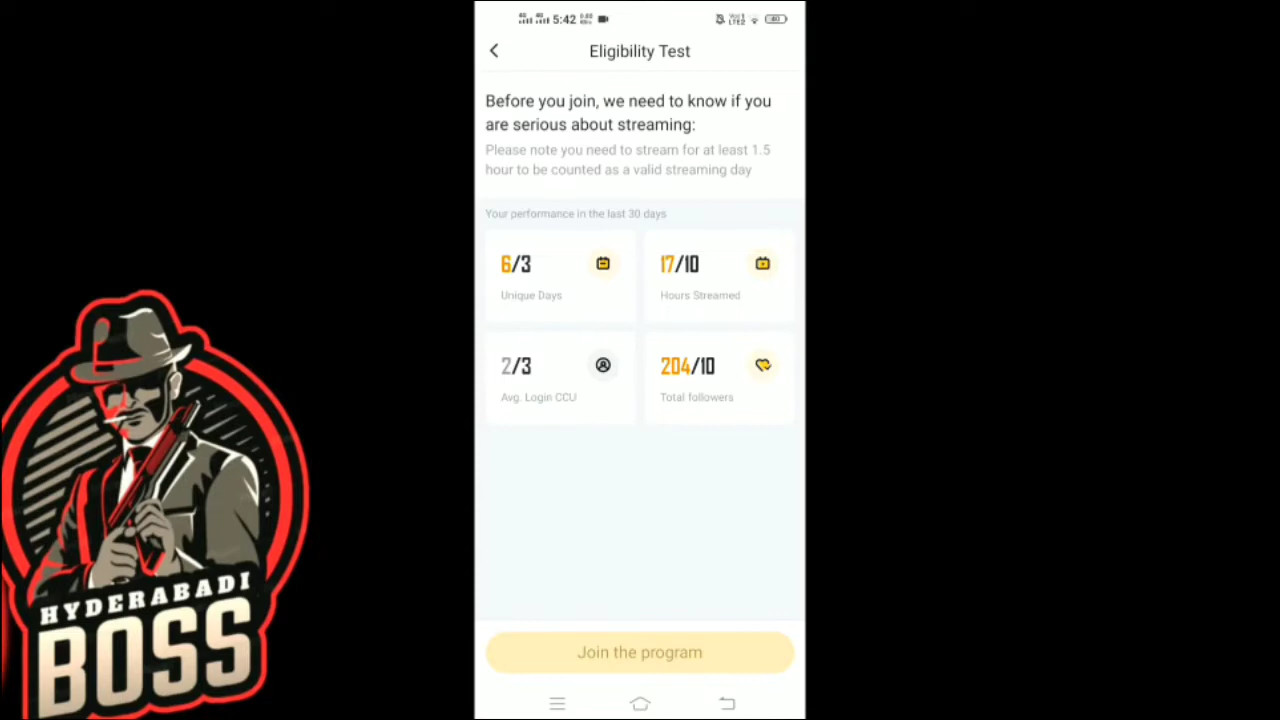 5:42
Eligibility Test
Before you join, we need to know if you
are serious about streaming:
Please note you need to stream for at least 1.5
hour to be counted as a valid streaming day
Your performance in the last 30 days
6/3
17/10
Unique Days
Hours Streamed
2/3
204/10
Avg. Login CCU
Total followers
Join the program
HYDERABADI
BOSS